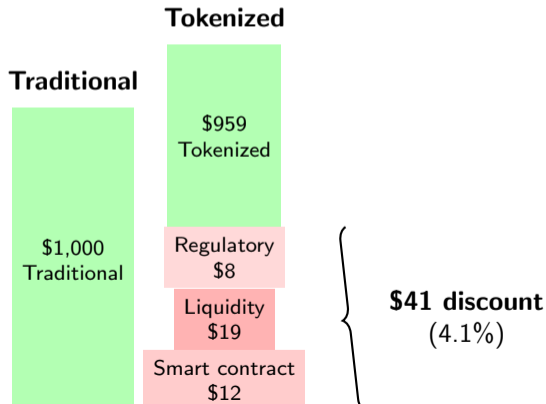 Tokenized
Traditional
$959
Tokenized
$1,000
Traditional
Regulatory
$8
Liquidity
$19
Smart contract
$12
$41 discount
(4.1%)